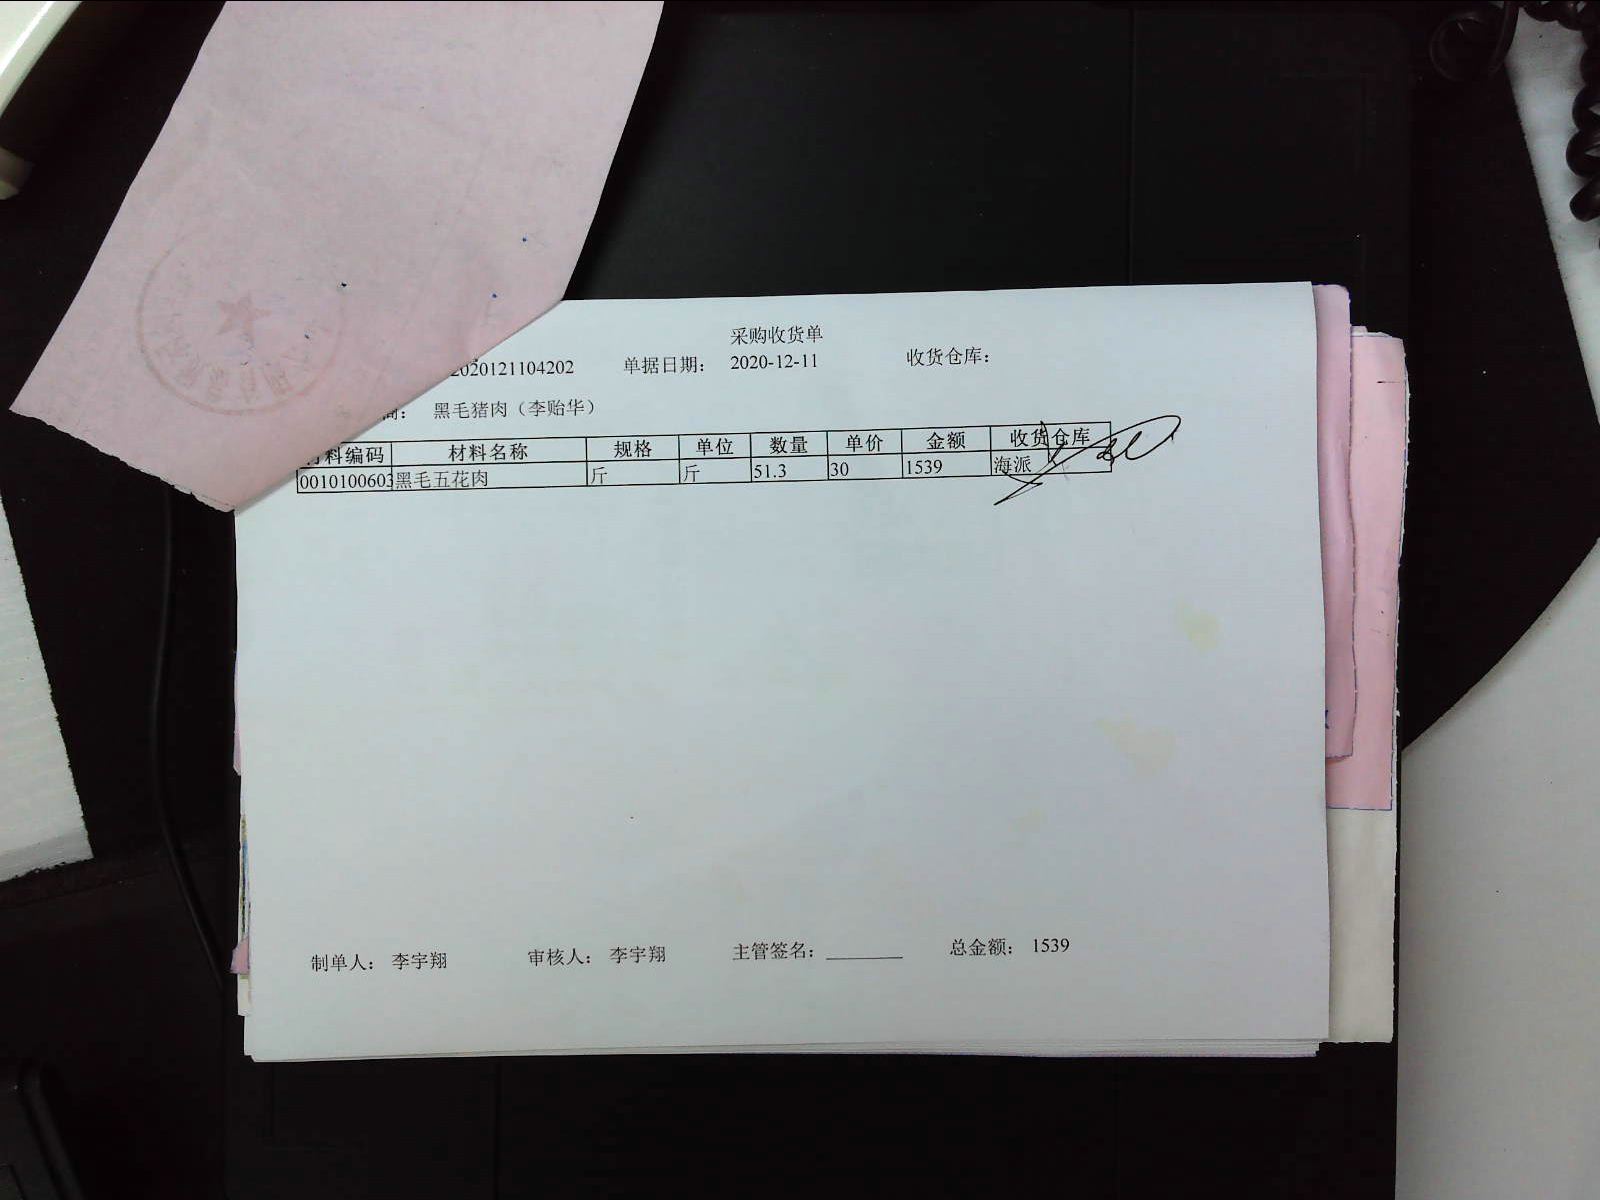 采购收货单
2020121104202 单据日期： 2020-12-11 收货仓库：
商： 黑毛猪肉（李贻华）
材料编码 材料名称 规格 单位 数量 单价 金额 收货仓库
0010100603 黑毛五花肉 斤 斤 51.3 30 1539 海派
制单人： 李宇翔 审核人： 李宇翔 主管签名：________ 总金额： 1539